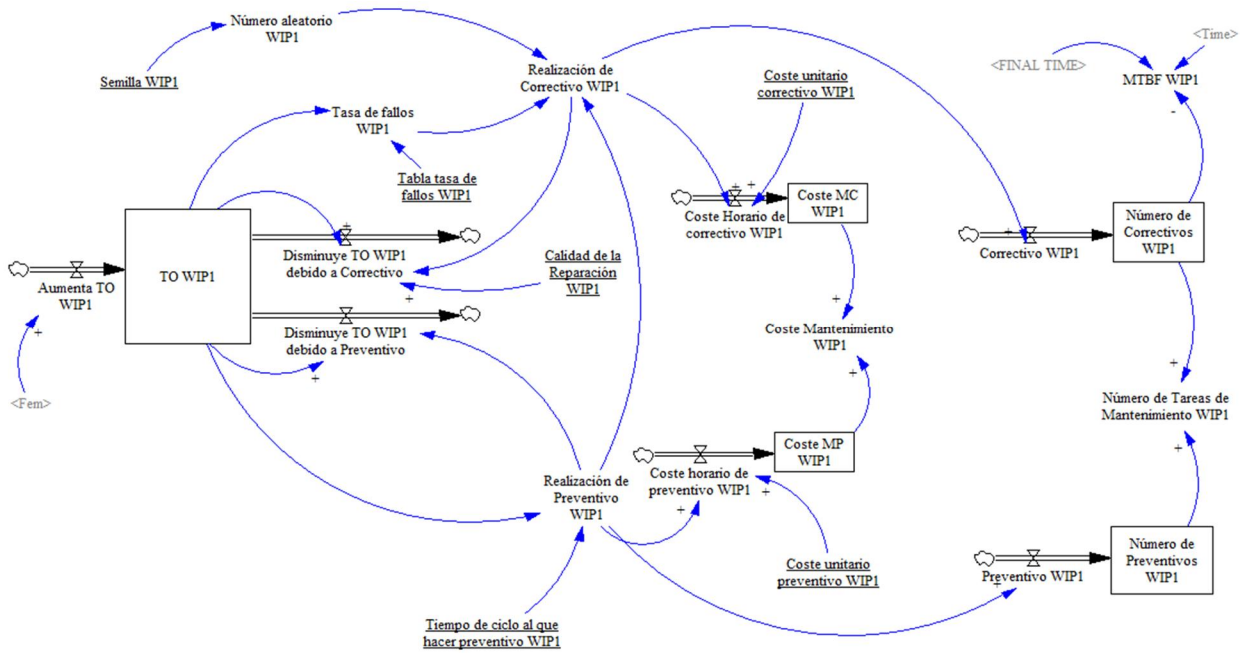 Número aleatorio
WIP1
Semilla WIP1
Realización de
Correctivo WIP1
Coste unitario
correctivo WIP1
<Time>
<FINAL TIME>
MTBF WIP1
-
Tasa de fallos
WIP1
Tabla tasa de
fallos WIP1
+ +
Coste Horario de
correctivo WIP1
Coste MC
WIP1
+
Correctivo WIP1
Número de
Correctivos
WIP1
+
Disminuye TO WIP1
debido a Correctivo
+
Calidad de la
Reparación
WIP1
TO WIP1
Aumenta TO
WIP1
+
<Fem>
Disminuye TO WIP1
debido a Preventivo
+
+
Coste Mantenimiento
WIP1
+
+
Número de Tareas de
Mantenimiento WIP1
+
Realización de
Preventivo
WIP1
Coste horario de
preventivo WIP1
+
+
Coste MP
WIP1
Coste unitario
preventivo WIP1
Preventivo WIP1
+
Número de
Preventivos
WIP1
Tiempo de ciclo al que
hacer preventivo WIP1